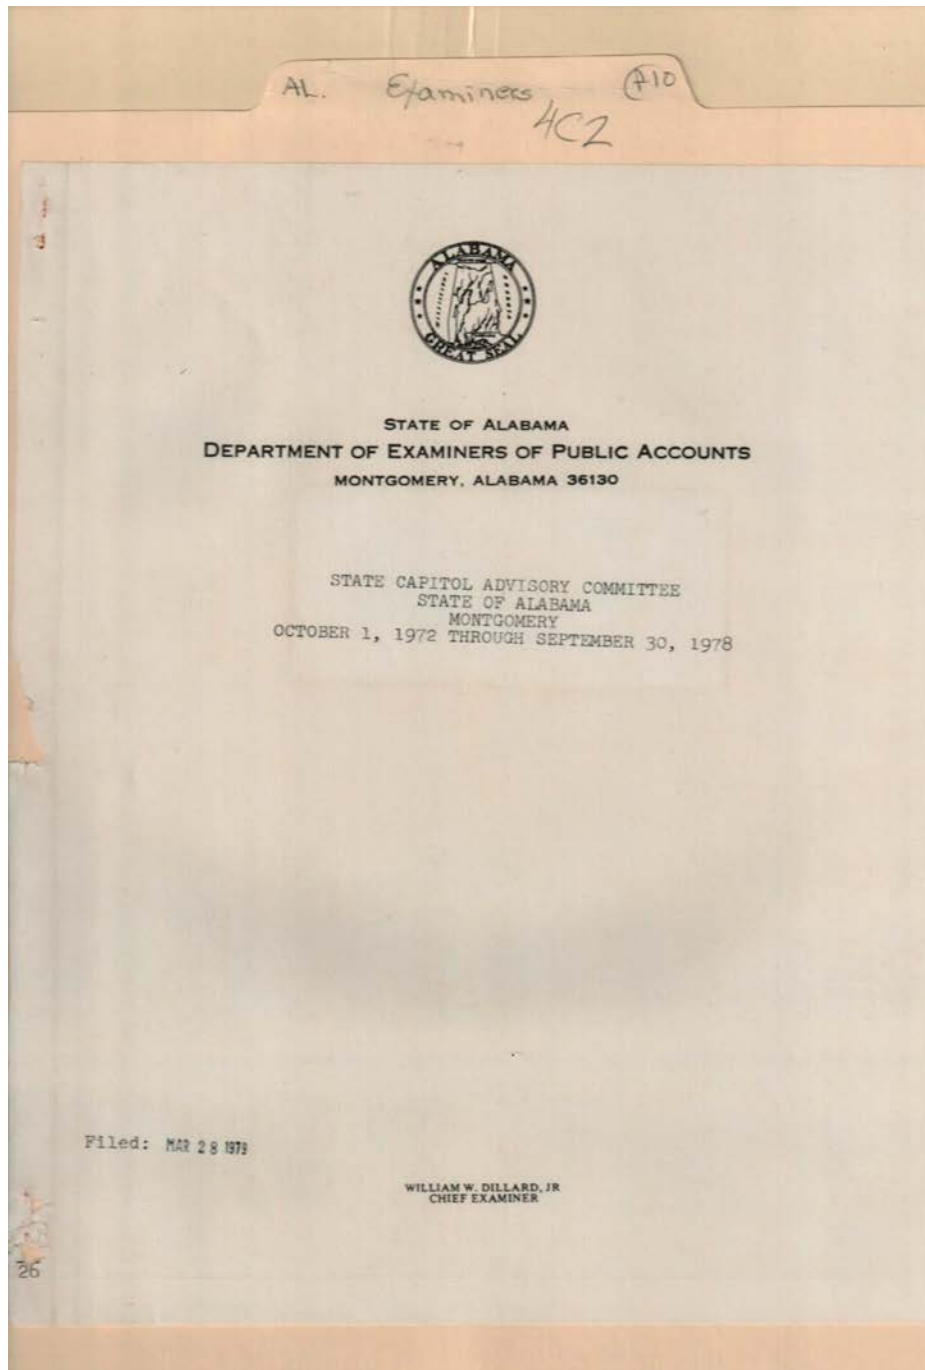 AL. Examiners A10
4C2
ALABAMA
GREAT SEAL
STATE OF ALABAMA
DEPARTMENT OF EXAMINERS OF PUBLIC ACCOUNTS
MONTGOMERY, ALABAMA 36130
STATE CAPITOL ADVISORY COMMITTEE
STATE OF ALABAMA
MONTGOMERY
OCTOBER 1, 1972 THROUGH SEPTEMBER 30, 1978
Filed: MAR 28 1979
WILLIAM W. DILLARD, JR
CHIEF EXAMINER
26